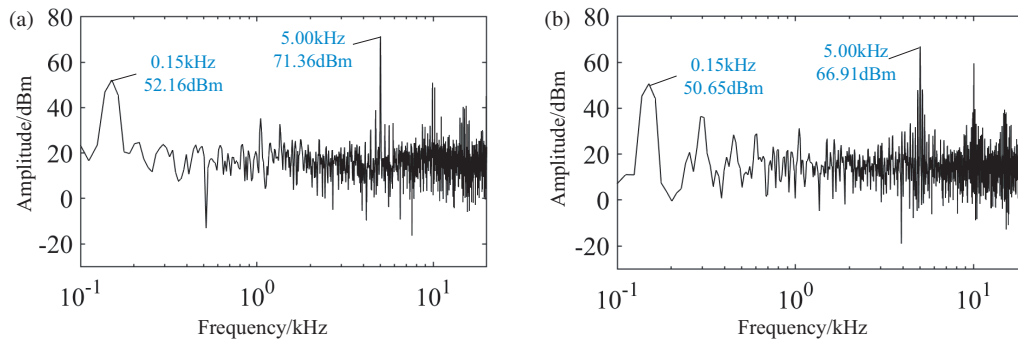 (a)
80
60
40
20
0
-20
Amplitude/dBm
0.15kHz
52.16dBm
5.00kHz
71.36dBm
10^-1
10^0
10^1
Frequency/kHz
(b)
80
60
40
20
0
-20
Amplitude/dBm
0.15kHz
50.65dBm
5.00kHz
66.91dBm
10^-1
10^0
10^1
Frequency/kHz